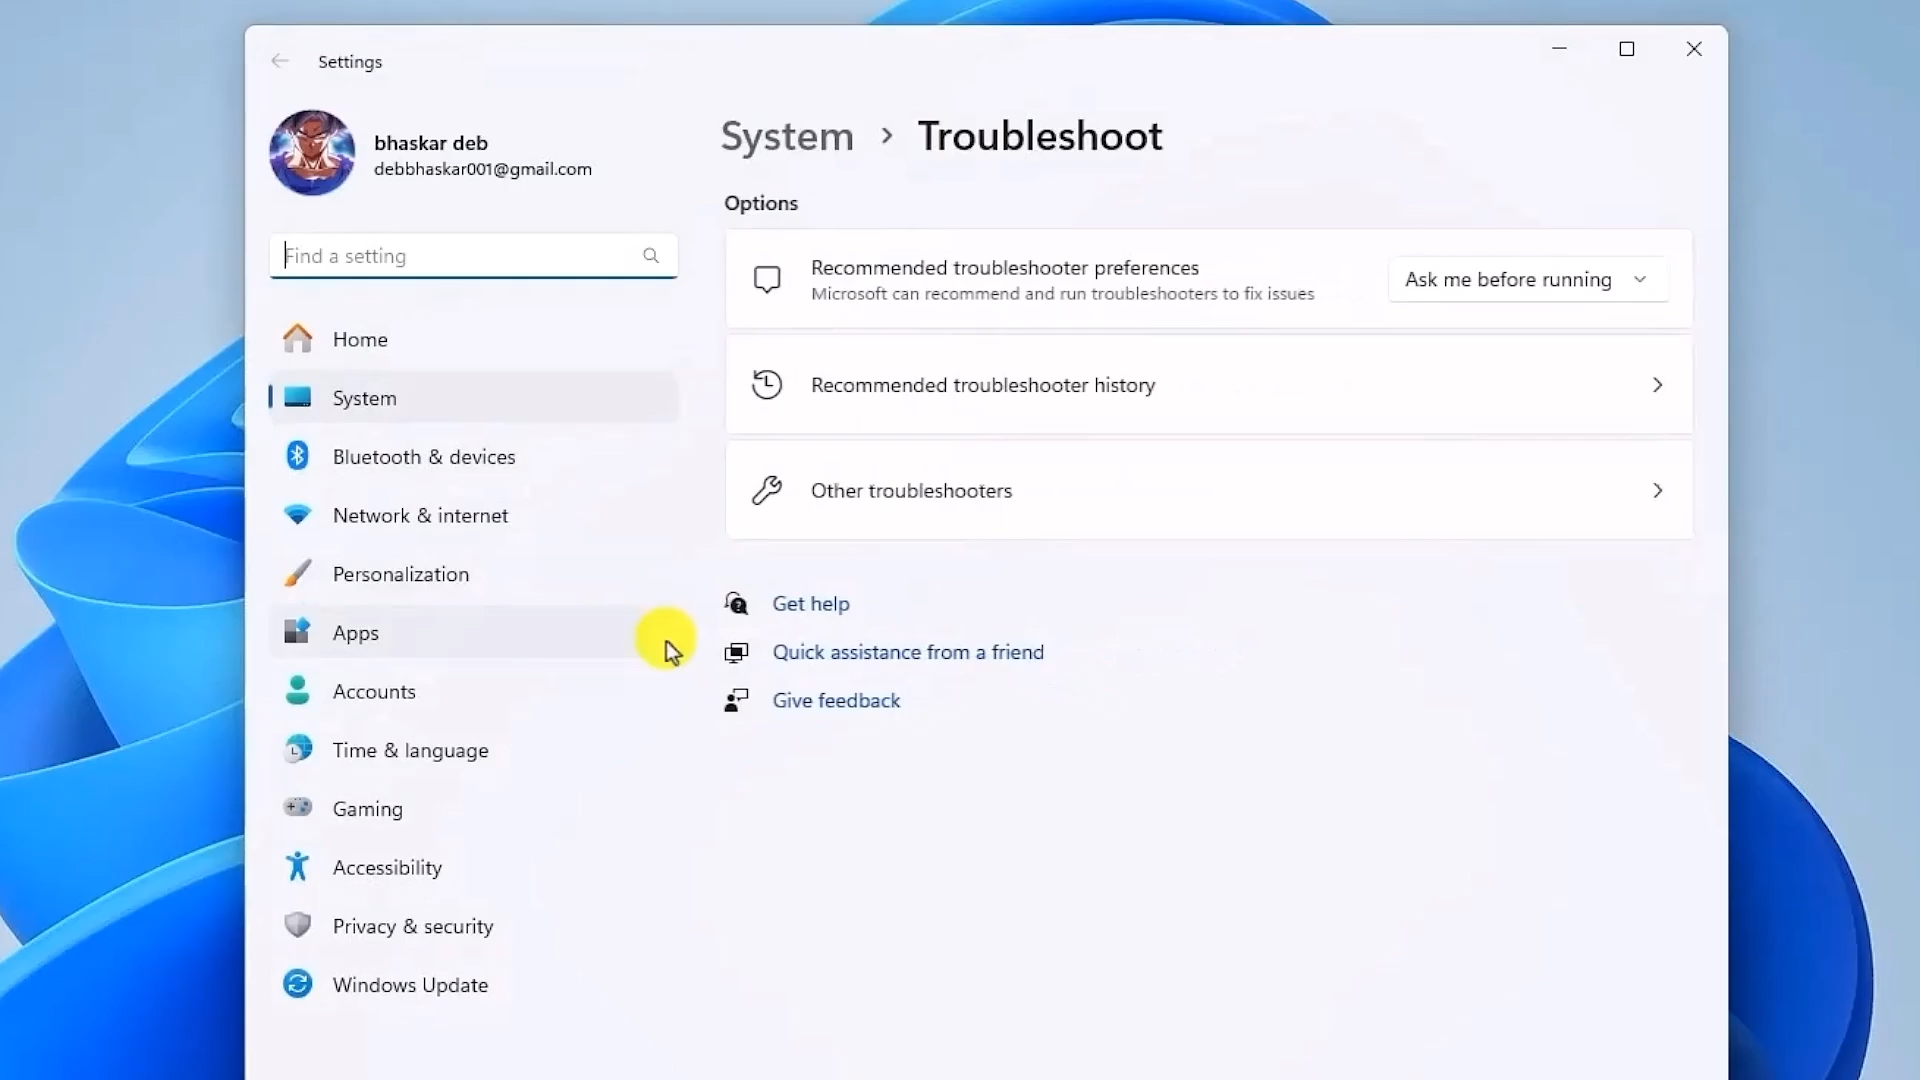 Settings
bhaskar deb
debbhaskar001@gmail.com
Find a setting
Home
System
Bluetooth & devices
Network & internet
Personalization
Apps
Accounts
Time & language
Gaming
Accessibility
Privacy & security
Windows Update
System > Troubleshoot
Options
Recommended troubleshooter preferences
Microsoft can recommend and run troubleshooters to fix issues
Ask me before running
Recommended troubleshooter history
Other troubleshooters
Get help
Quick assistance from a friend
Give feedback